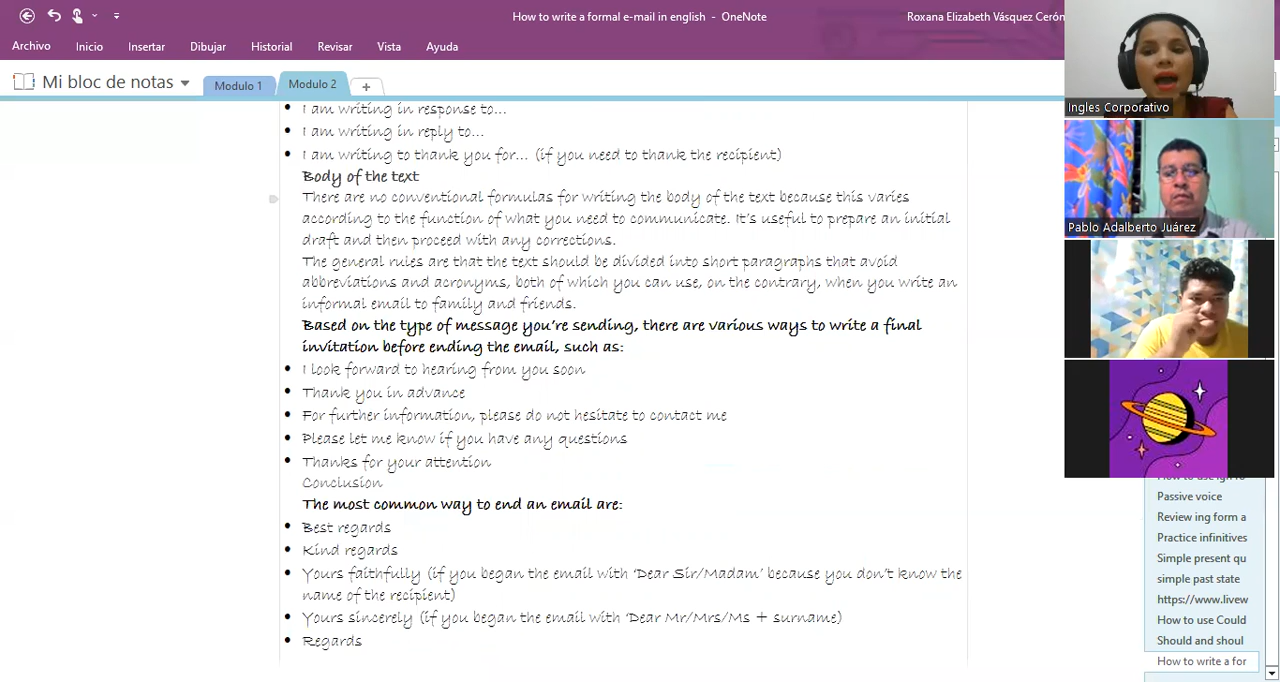 How to write a formal e-mail in english - OneNote
Roxana Elizabeth Vásquez Cerón
Archivo Inicio Insertar Dibujar Historial Revisar Vista Ayuda
Mi bloc de notas Modulo 1 Modulo 2 +
I am writing in response to...
I am writing in reply to...
I am writing to thank you for... (if you need to thank the recipient)
Body of the text
There are no conventional formulas for writing the body of the text because this varies
according to the function of what you need to communicate. It's useful to prepare an initial
draft and then proceed with any corrections.
The general rules are that the text should be divided into short paragraphs that avoid
abbreviations and acronyms, both of which you can use, on the contrary, when you write an
informal email to family and friends.
Based on the type of message you're sending, there are various ways to write a final
invitation before ending the email, such as:
I look forward to hearing from you soon
Thank you in advance
For further information, please do not hesitate to contact me
Please let me know if you have any questions
Thanks for your attention
Conclusion
The most common way to end an email are:
Best regards
Kind regards
Yours faithfully (if you began the email with 'Dear Sir/Madam' because you don't know the
name of the recipient)
Yours sincerely (if you began the email with 'Dear Mr/Mrs/Ms + surname)
Regards
Ingles Corporativo
Pablo Adalberto Juárez
Passive voice
Review ing form a
Practice infinitives
Simple present qu
simple past state
https://www.livew
How to use Could
Should and shoul
How to write a for